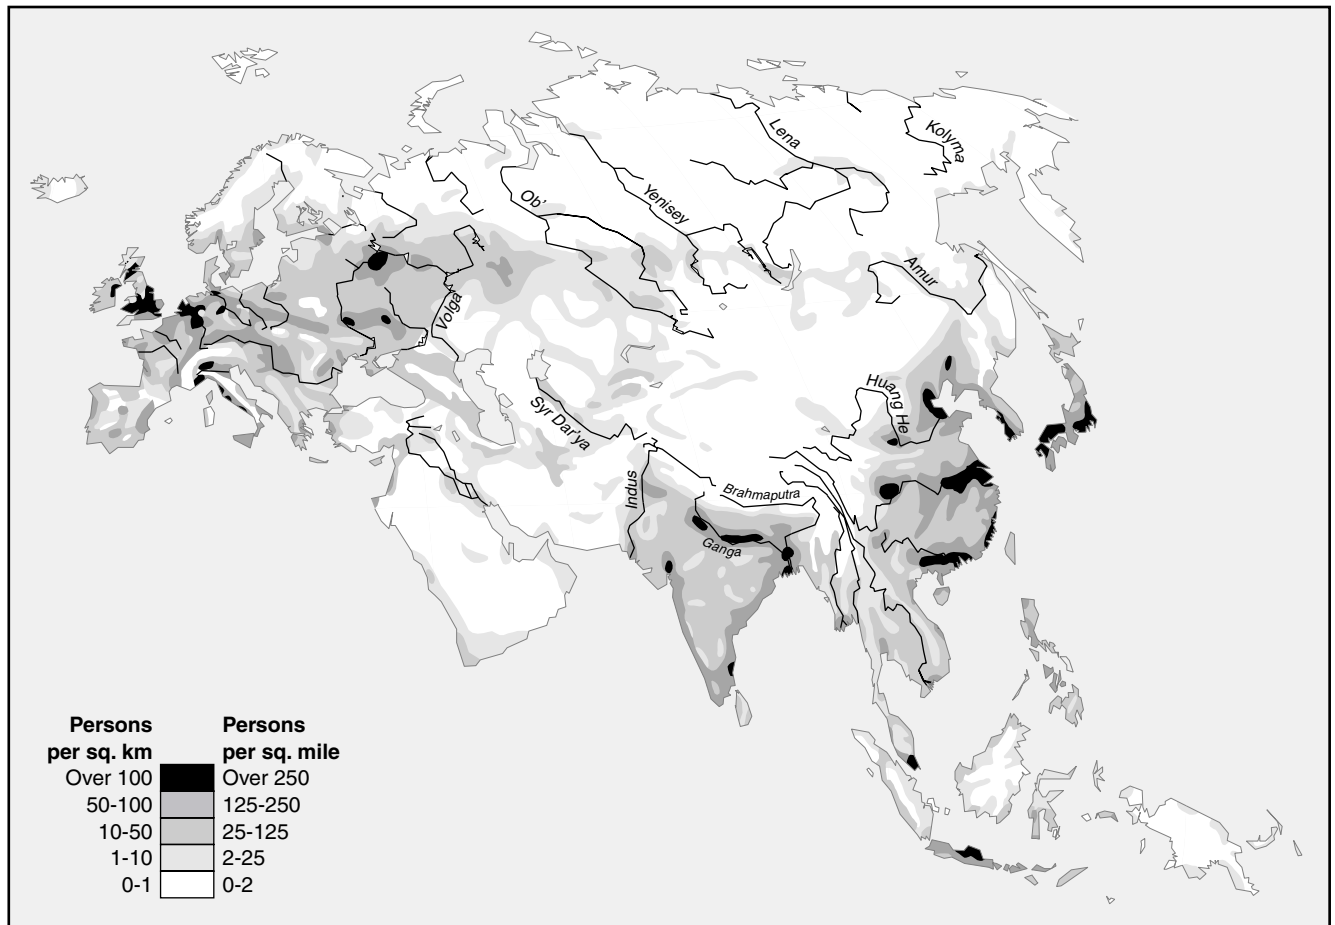 Lena
Kolyma
Ob'
Yenisey
Amur
Volga
Huang He
Syr Dar'ya
Indus
Brahmaputra
Ganga
Persons Persons
per sq. km per sq. mile
Over 100 Over 250
50-100 125-250
10-50 25-125
1-10 2-25
0-1 0-2